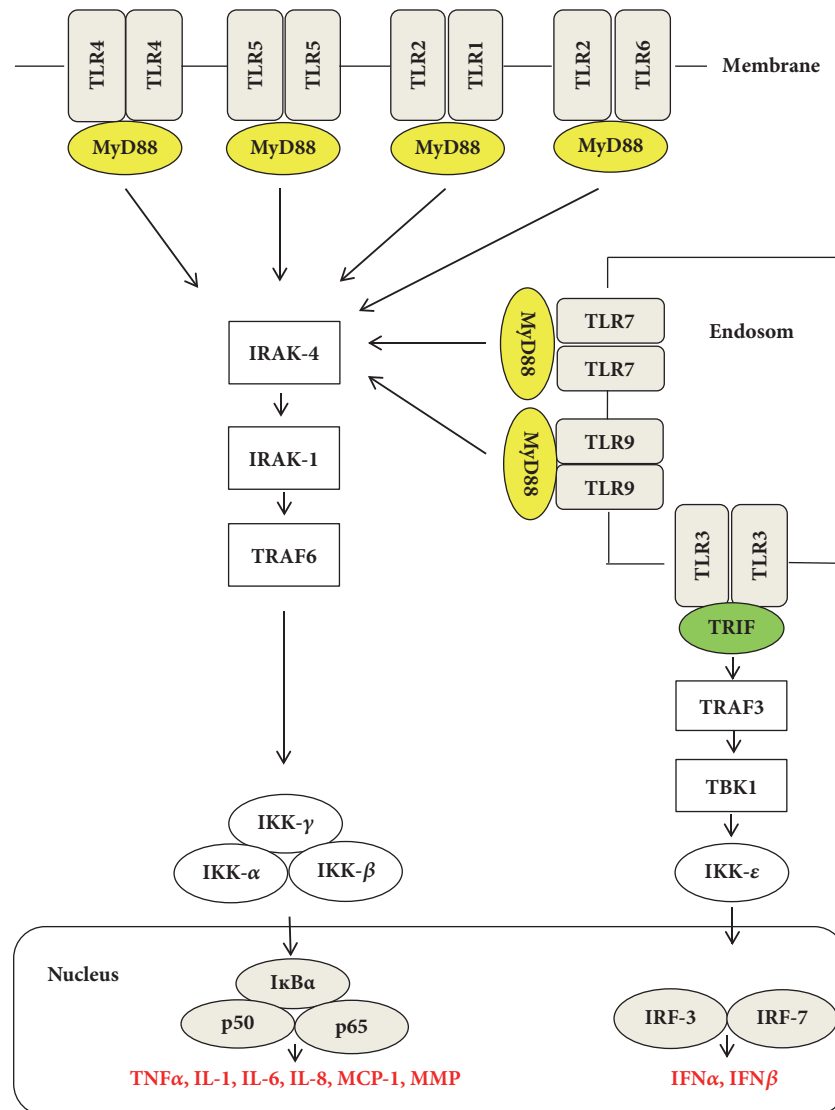 TLR4 TLR4 TLR5 TLR5 TLR2 TLR1 TLR2 TLR6
Membrane
MyD88 MyD88 MyD88 MyD88
MyD88
TLR7
TLR7
Endosom
IRAK-4
MyD88
TLR9
TLR9
IRAK-1
TRAF6
TLR3 TLR3
TRIF
TRAF3
TBK1
IKK-γ
IKK-α IKK-β
IKK-ε
Nucleus
IκBα
p50 p65
IRF-3 IRF-7
TNFα, IL-1, IL-6, IL-8, MCP-1, MMP
IFNα, IFNβ